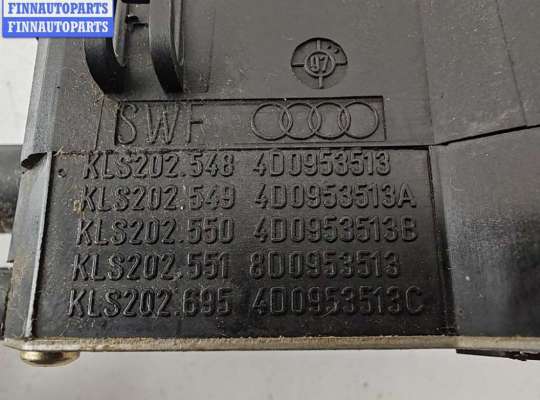 FINNAUTOPARTS
FINNAUTOPARTS
97
SWF
KLS202.548 4D0953513
KLS202.549 4D0953513A
KLS202.550 4D0953513B
KLS202.551 8D0953513
KLS202.695 4D0953513C